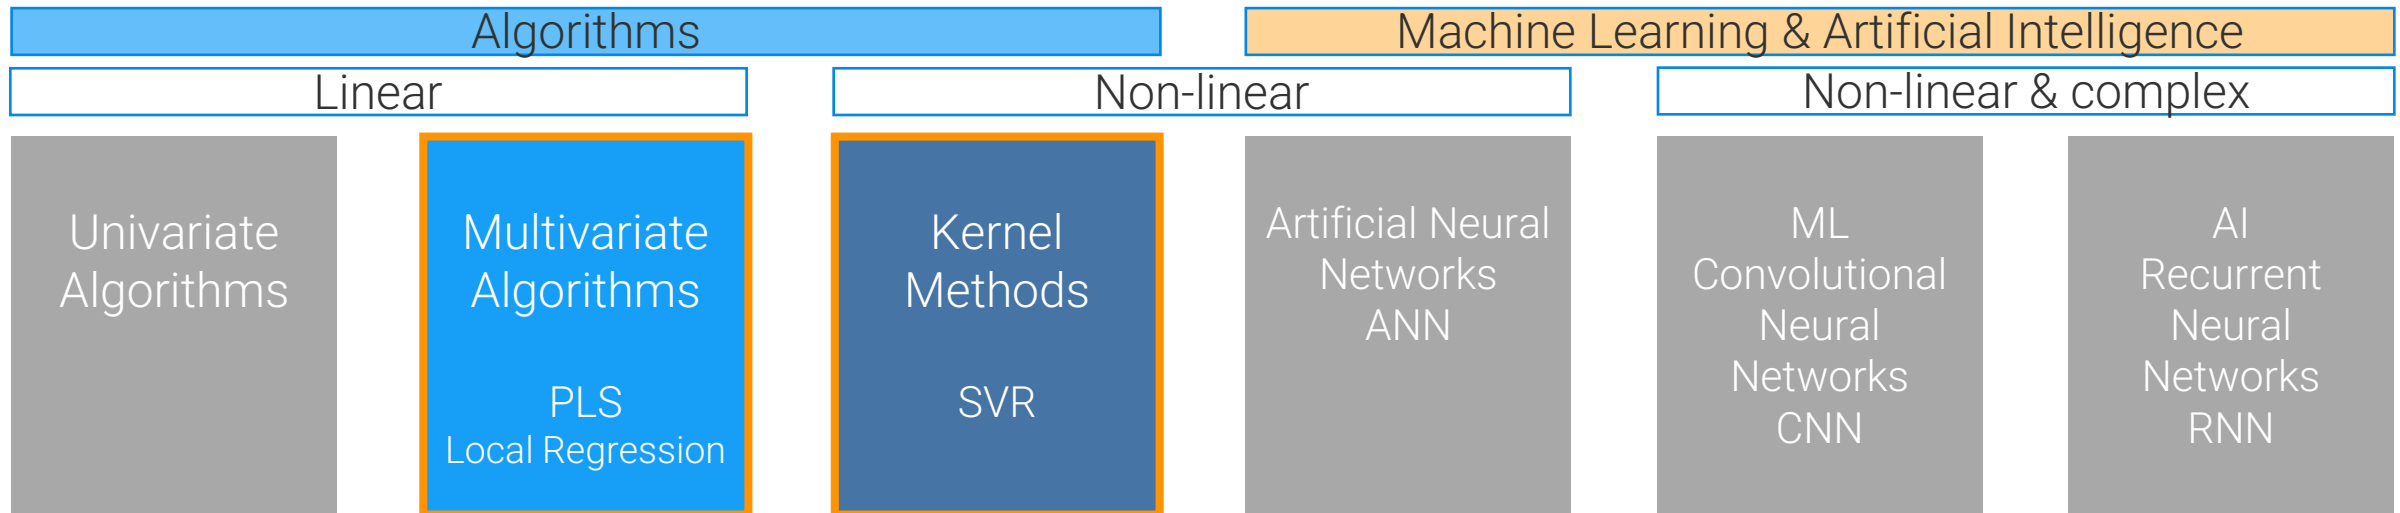 Algorithms
Machine Learning & Artificial Intelligence
Linear
Non-linear
Non-linear & complex
Univariate
Algorithms
Multivariate
Algorithms
PLS
Local Regression
Kernel
Methods
SVR
Artificial Neural
Networks
ANN
ML
Convolutional
Neural
Networks
CNN
AI
Recurrent
Neural
Networks
RNN